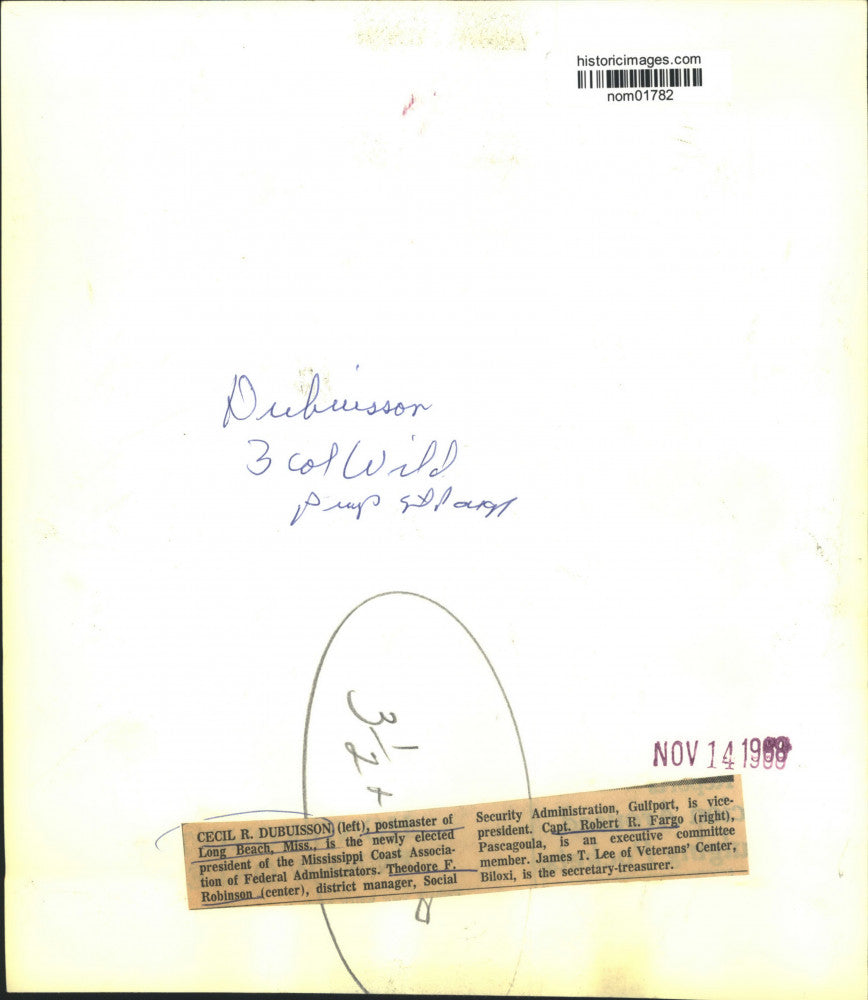 historicimages.com
nom01782
Dubuisson
3 col Wild
3 1/2 +
NOV 14
CECIL R. DUBUISSON (left), postmaster of
Long Beach, Miss., is the newly elected
president of the Mississippi Coast Associa-
tion of Federal Administrators. Theodore F.
Robinson (center), district manager, Social
Security Administration, Gulfport, is vice-
president. Capt. Robert R. Fargo (right),
Pascagoula, is an executive committee
member. James T. Lee of Veterans' Center,
Biloxi, is the secretary-treasurer.